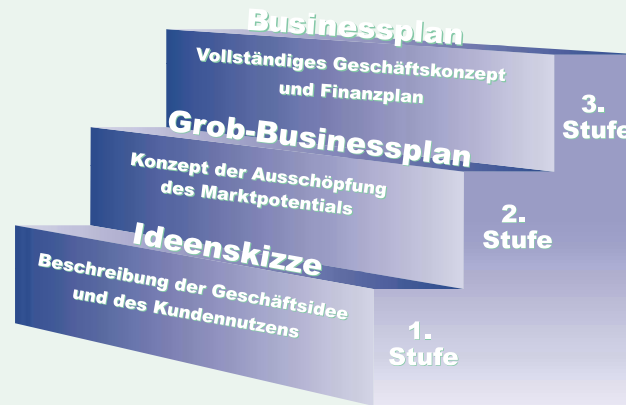 Businessplan
Vollständiges Geschäftskonzept
und Finanzplan
3.
Stufe
Grob-Businessplan
Konzept der Ausschöpfung
des Marktpotentials
2.
Stufe
Ideenskizze
Beschreibung der Geschäftsidee
und des Kundennutzens
1.
Stufe